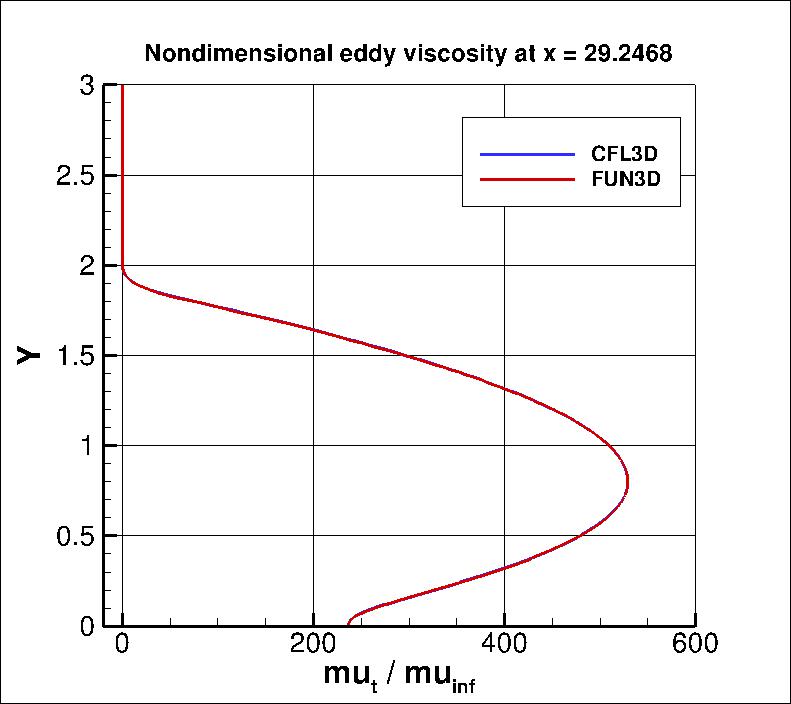 Nondimensional eddy viscosity at x = 29.2468
3
CFL3D
2.5
FUN3D
2
Y
1.5
1
0.5
0
0 200 400 600
mu_t / mu_inf